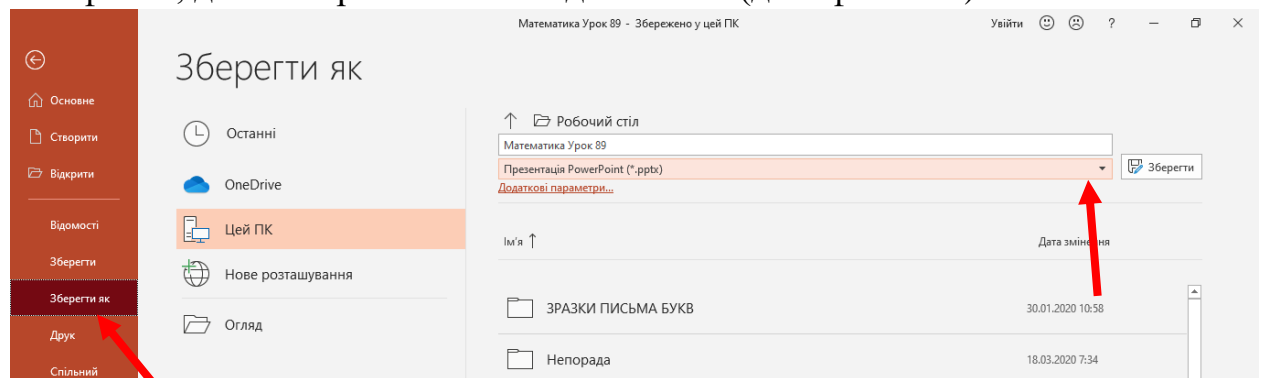 Математика Урок 89 - Збережено у цей ПК
Увійти
?
Зберегти як
Основне
Створити
Відкрити
Відомості
Зберегти
Зберегти як
Друк
Спільний
Останні
OneDrive
Цей ПК
Нове розташування
Огляд
↑ Робочий стіл
Математика Урок 89
Презентація PowerPoint (*.pptx)
Зберегти
Додаткові параметри...
Ім'я ↑ Дата змінення
ЗРАЗКИ ПИСЬМА БУКВ 30.01.2020 10:58
Непорада 18.03.2020 7:34